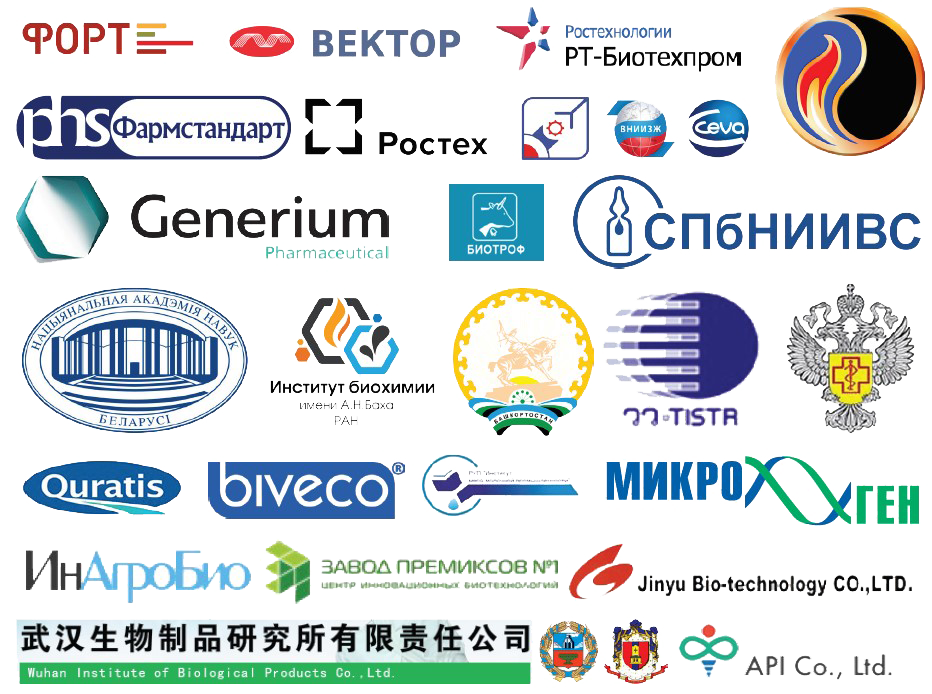 ФОРТ
ВЕКТОР
Ростехнологии
РТ-Биотехпром
phs Фармстандарт
Ростех
ВНИИЗЖ
Ceva
Generium
Pharmaceutical
БИОТРОФ
СПбНИИВС
НАЦЫЯНАЛЬНАЯ АКАДЭМІЯ НАВУК
БЕЛАРУСІ
Институт биохимии
имени А.Н.Баха
РАН
БАШКОРТОСТАН
TISTR
Quratis
biveco®
МИКРОГЕН
ИнАгроБио
ЗАВОД ПРЕМИКСОВ №1
ЦЕНТР ИННОВАЦИОННЫХ БИОТЕХНОЛОГИЙ
Jinyu Bio-technology CO.,LTD.
武汉生物制品研究所有限责任公司
Wuhan Institute of Biological Products Co.,Ltd.
API Co., Ltd.